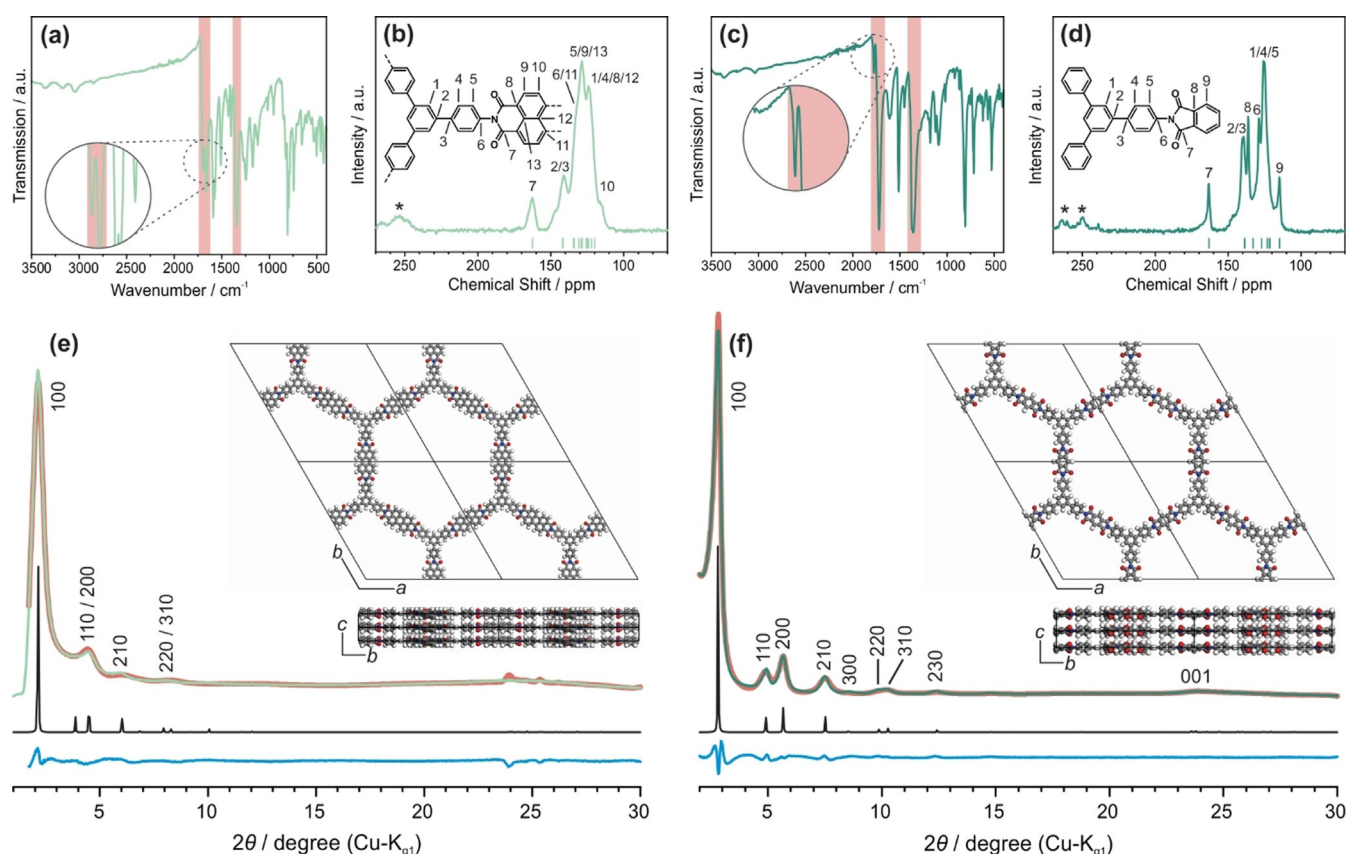 (a)
Transmission / a.u.
3500 3000 2500 2000 1500 1000 500
Wavenumber / cm-1
(b)
Intensity / a.u.
5/9/13
6/11
1/4/8/12
1 2 3 4 5 6 7 8 9 10 11 12 13
N
O
O
2/3
7
10
*
250 190 130 70
Chemical Shift / ppm
(c)
Transmission / a.u.
3500 3000 2500 2000 1500 1000 500
Wavenumber / cm-1
(d)
Intensity / a.u.
1/4/5
8
6
2/3
1 2 3 4 5 6 7 8 9
N
O
O
7
9
* *
250 200 150 100
Chemical Shift / ppm
(e)
100
110 / 200
210
220 / 310
b
a
c
b
5 10 15 20 25 30
2θ / degree (Cu-Kα1)
(f)
100
110
200
210
300
220
310
230
001
b
a
c
b
5 10 15 20 25 30
2θ / degree (Cu-Kα1)